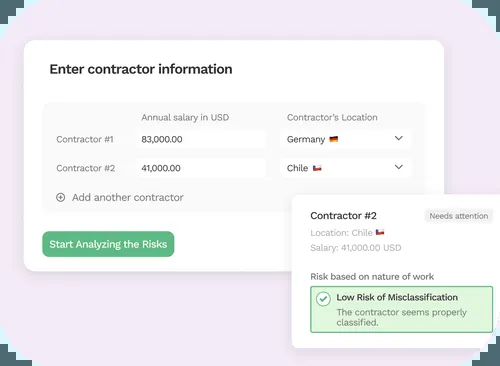 Enter contractor information
Annual salary in USD Contractor's Location
Contractor #1 83,000.00 Germany
Contractor #2 41,000.00 Chile
Add another contractor
Start Analyzing the Risks
Contractor #2 Needs attention
Location: Chile
Salary: 41,000.00 USD
Risk based on nature of work
Low Risk of Misclassification
The contractor seems properly
classified.